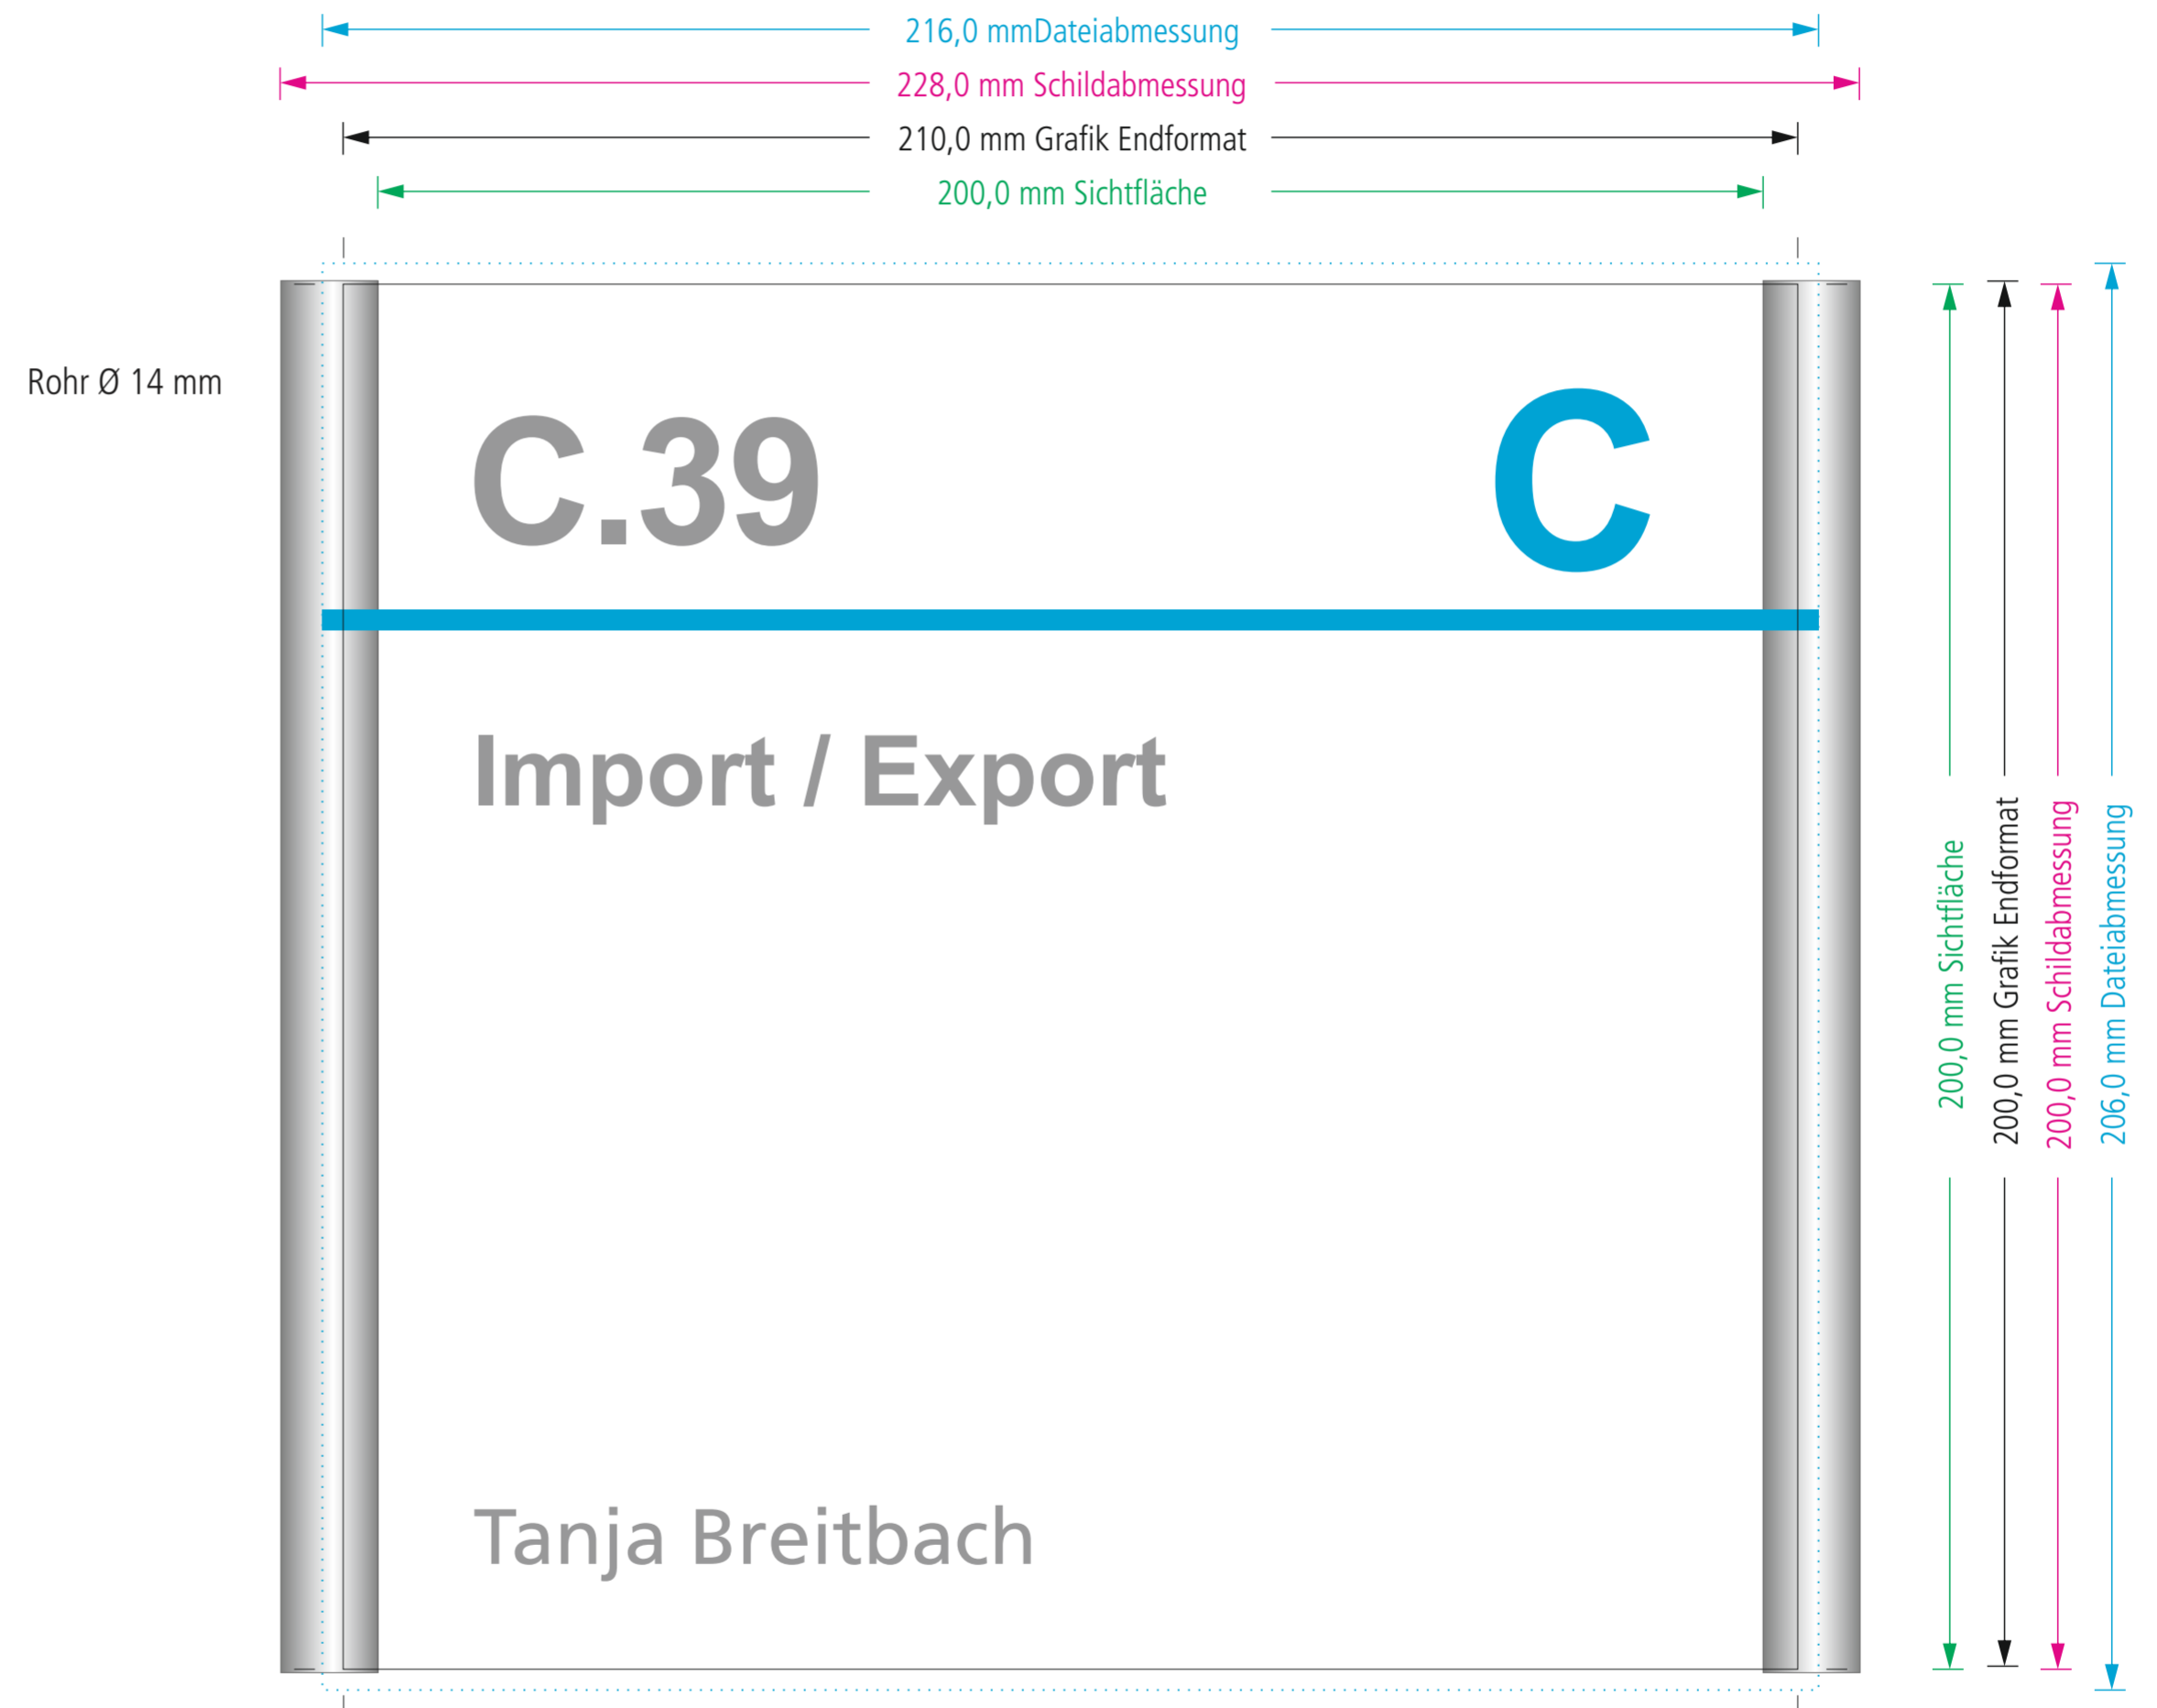 216,0 mmDateiabmessung
228,0 mm Schildabmessung
210,0 mm Grafik Endformat
200,0 mm Sichtfläche
Rohr Ø 14 mm
C.39
C
Import / Export
Tanja Breitbach
200,0 mm Sichtfläche
200,0 mm Grafik Endformat
200,0 mm Schildabmessung
206,0 mm Dateiabmessung